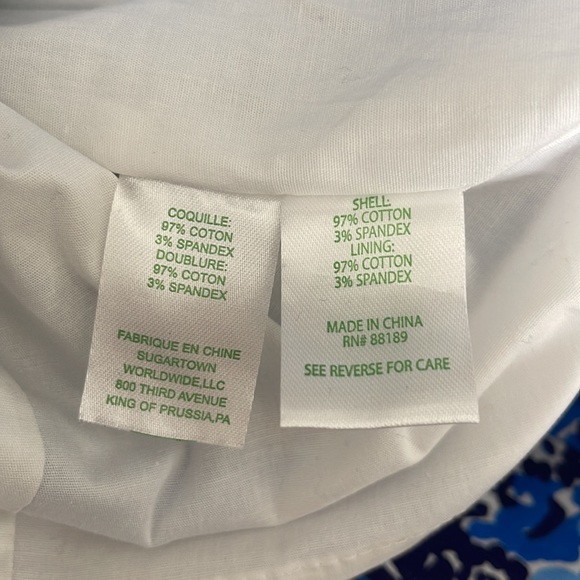 COQUILLE:
97% COTON
3% SPANDEX
DOUBLURE:
97% COTON
3% SPANDEX
FABRIQUE EN CHINE
SUGARTOWN
WORLDWIDE,LLC
800 THIRD AVENUE
KING OF PRUSSIA,PA
SHELL:
97% COTTON
3% SPANDEX
LINING:
97% COTTON
3% SPANDEX
MADE IN CHINA
RN# 88189
SEE REVERSE FOR CARE